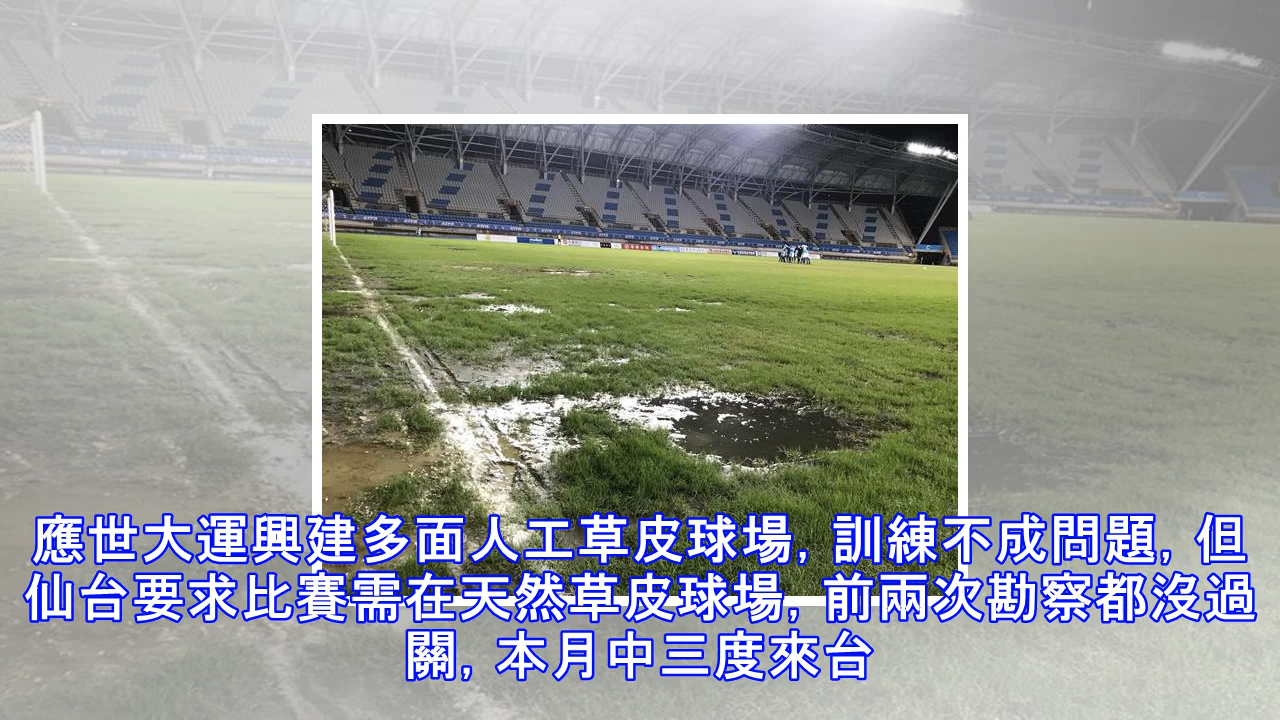 應世大運興建多面人工草皮球場, 訓練不成問題, 但
仙台要求比賽需在天然草皮球場, 前兩次勘察都沒過
關, 本月中三度來台